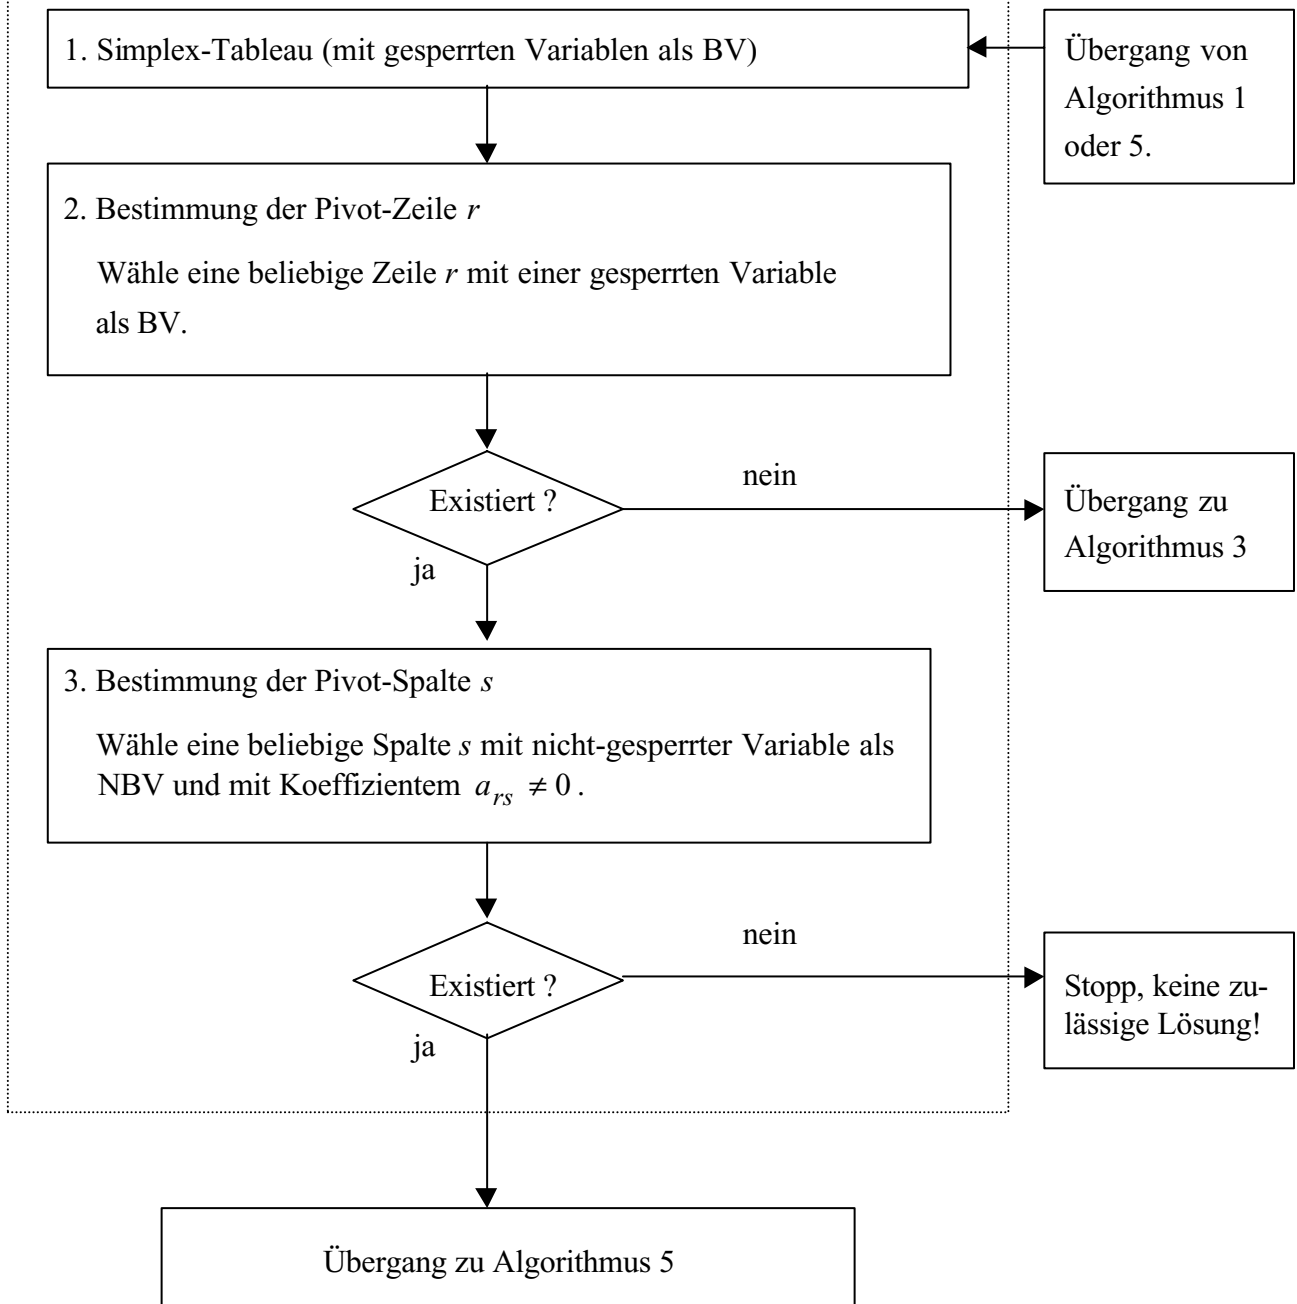 1. Simplex-Tableau (mit gesperrten Variablen als BV)
Übergang von
Algorithmus 1
oder 5.
2. Bestimmung der Pivot-Zeile r
Wähle eine beliebige Zeile r mit einer gesperrten Variable
als BV.
Existiert ?
nein
Übergang zu
Algorithmus 3
ja
3. Bestimmung der Pivot-Spalte s
Wähle eine beliebige Spalte s mit nicht-gesperrter Variable als
NBV und mit Koeffizientem a_rs ≠ 0 .
Existiert ?
nein
Stopp, keine zu-
lässige Lösung!
ja
Übergang zu Algorithmus 5